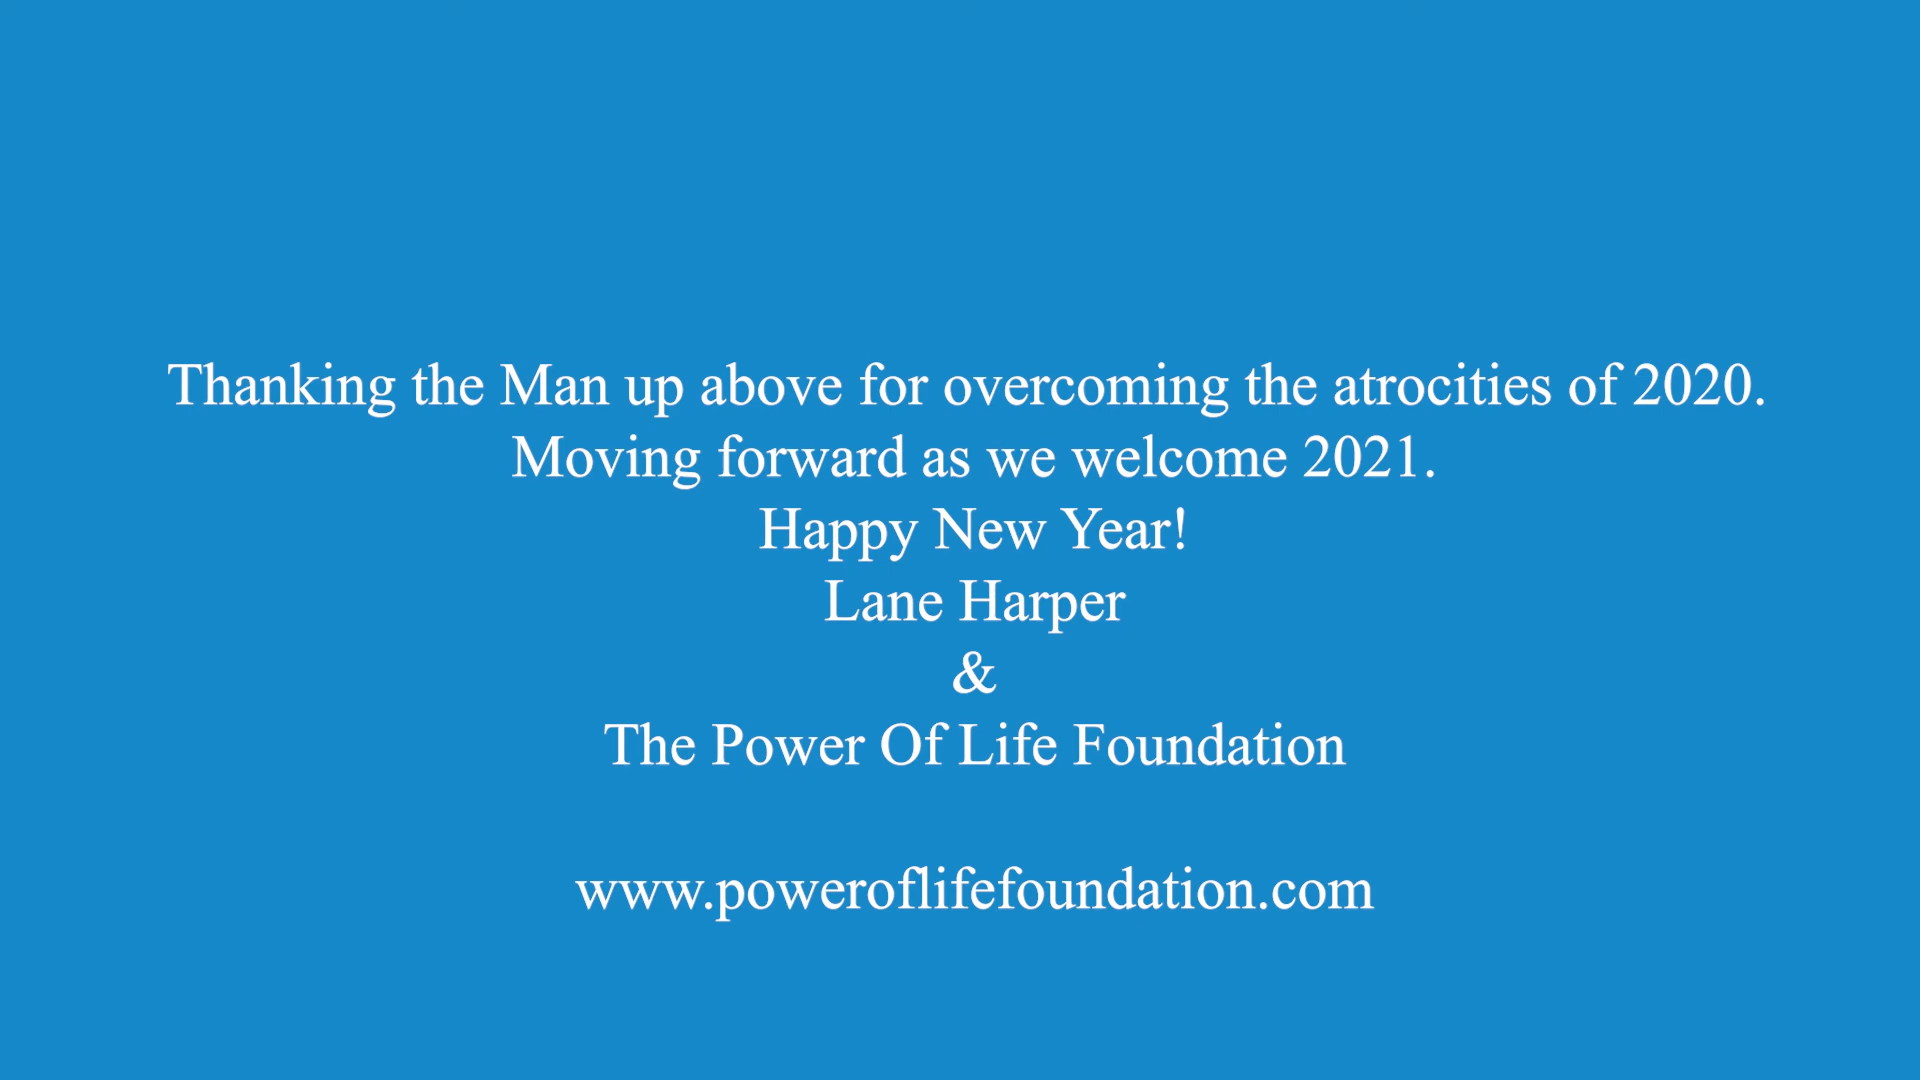 Thanking the Man up above for overcoming the atrocities of 2020.
Moving forward as we welcome 2021.
Happy New Year!
Lane Harper
&
The Power Of Life Foundation
www.poweroflifefoundation.com